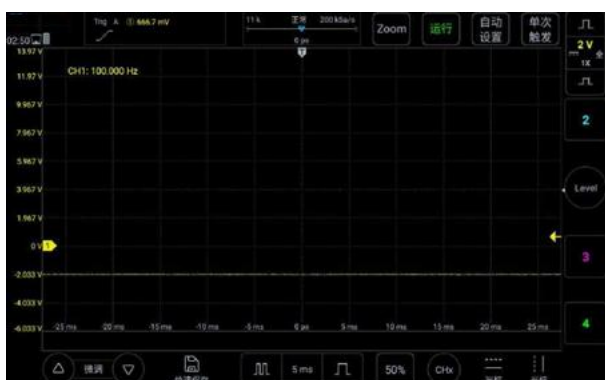 Trig A ① 666.7 mV
11 k 正常 200 kSa/s
0 ps
Zoom
运行
自动
设置
单次
触发
02:50
2 V
1X
CH1: 100.000 Hz
13.97 V
11.97 V
9.967 V
7.967 V
5.967 V
3.967 V
1.967 V
0 V
1
-2.033 V
-4.033 V
-6.033 V
-25 ms -20 ms -15 ms -10 ms -5 ms 0 ps 5 ms 10 ms 15 ms 20 ms 25 ms
2
Level
3
4
微调
5 ms
50%
CHx